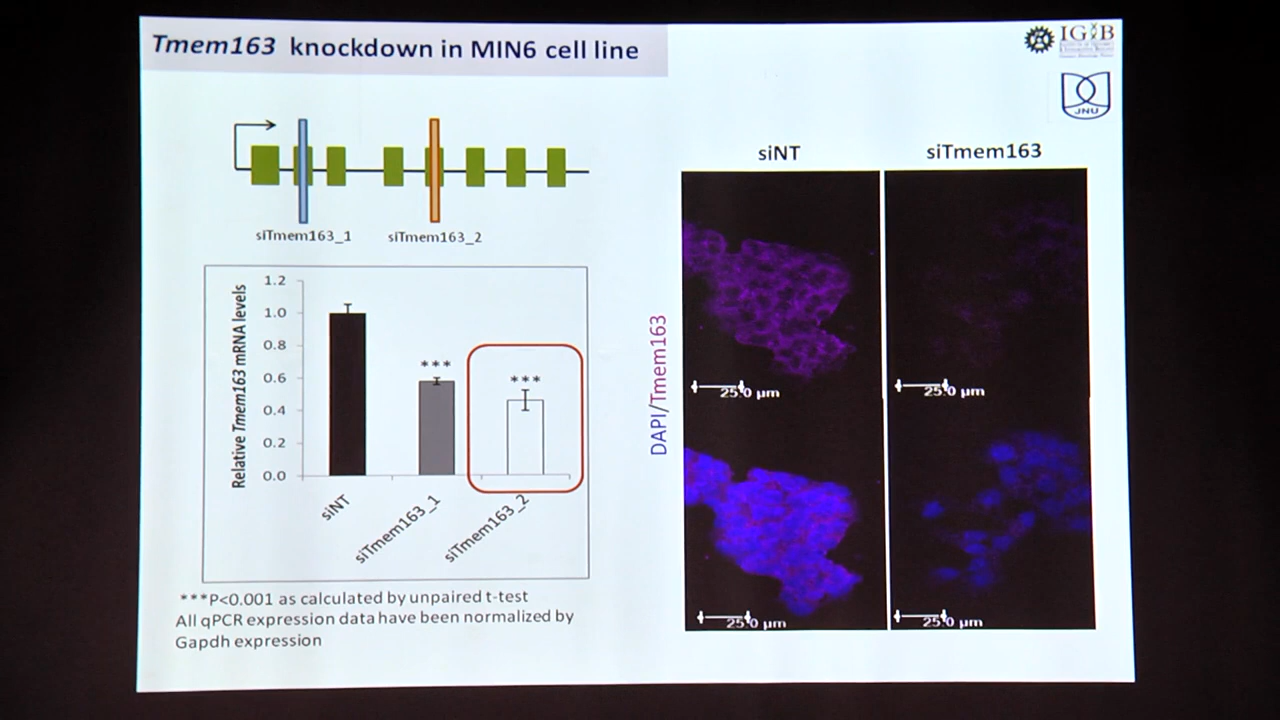 Tmem163 knockdown in MIN6 cell line
IGIB
JNU
siTmem163_1
siTmem163_2
siNT
siTmem163
Relative Tmem163 mRNA levels
1.2
1.0
0.8
0.6
0.4
0.2
0.0
***
***
siNT
siTmem163_1
siTmem163_2
DAPI/Tmem163
25.0 µm
25.0 µm
25.0 µm
25.0 µm
***P<0.001 as calculated by unpaired t-test
All qPCR expression data have been normalized by
Gapdh expression